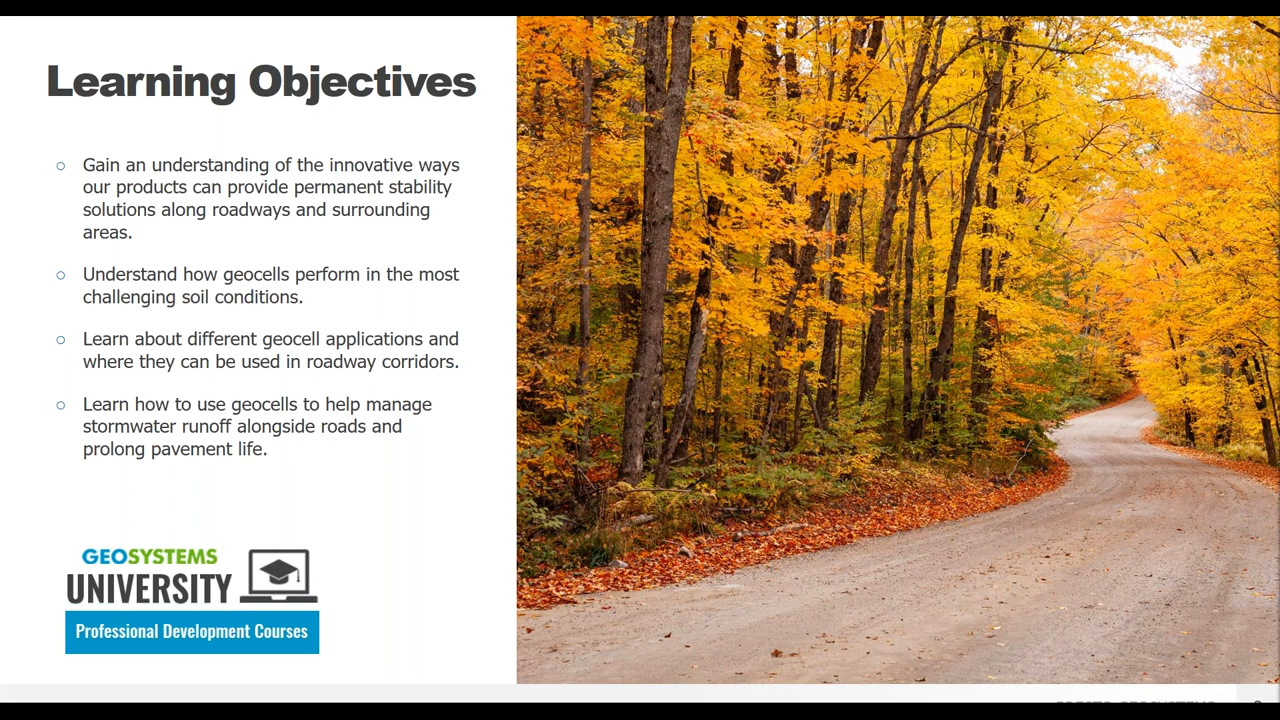 Learning Objectives
○ Gain an understanding of the innovative ways
our products can provide permanent stability
solutions along roadways and surrounding
areas.
○ Understand how geocells perform in the most
challenging soil conditions.
○ Learn about different geocell applications and
where they can be used in roadway corridors.
○ Learn how to use geocells to help manage
stormwater runoff alongside roads and
prolong pavement life.
GEOSYSTEMS
UNIVERSITY
Professional Development Courses